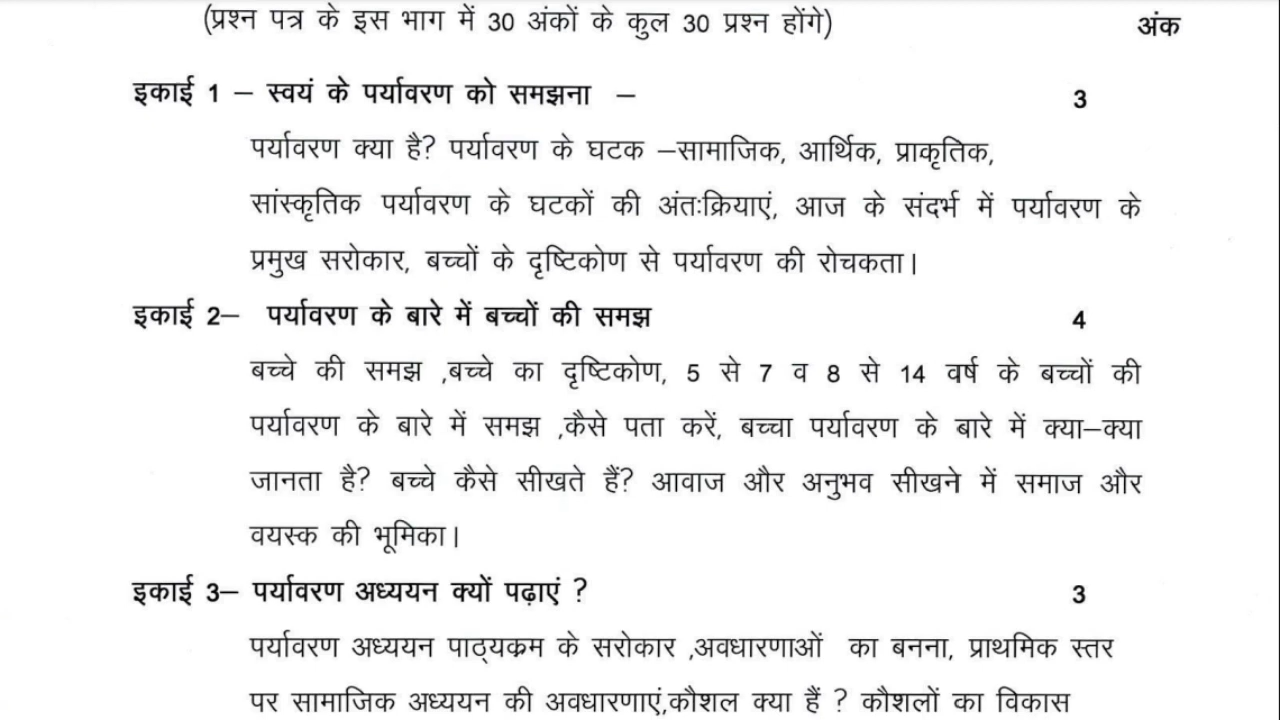 (प्रश्न पत्र के इस भाग में 30 अंकों के कुल 30 प्रश्न होंगे) अंक
इकाई 1 – स्वयं के पर्यावरण को समझना – 3
पर्यावरण क्या है? पर्यावरण के घटक –सामाजिक, आर्थिक, प्राकृतिक,
सांस्कृतिक पर्यावरण के घटकों की अंतःक्रियाएं, आज के संदर्भ में पर्यावरण के
प्रमुख सरोकार, बच्चों के दृष्टिकोण से पर्यावरण की रोचकता।
इकाई 2– पर्यावरण के बारे में बच्चों की समझ 4
बच्चे की समझ ,बच्चे का दृष्टिकोण, 5 से 7 व 8 से 14 वर्ष के बच्चों की
पर्यावरण के बारे में समझ ,कैसे पता करें, बच्चा पर्यावरण के बारे में क्या–क्या
जानता है? बच्चे कैसे सीखते हैं? आवाज और अनुभव सीखने में समाज और
वयस्क की भूमिका।
इकाई 3– पर्यावरण अध्ययन क्यों पढ़ाएं ? 3
पर्यावरण अध्ययन पाठ्यक्रम के सरोकार ,अवधारणाओं का बनना, प्राथमिक स्तर
पर सामाजिक अध्ययन की अवधारणाएं,कौशल क्या हैं ? कौशलों का विकास